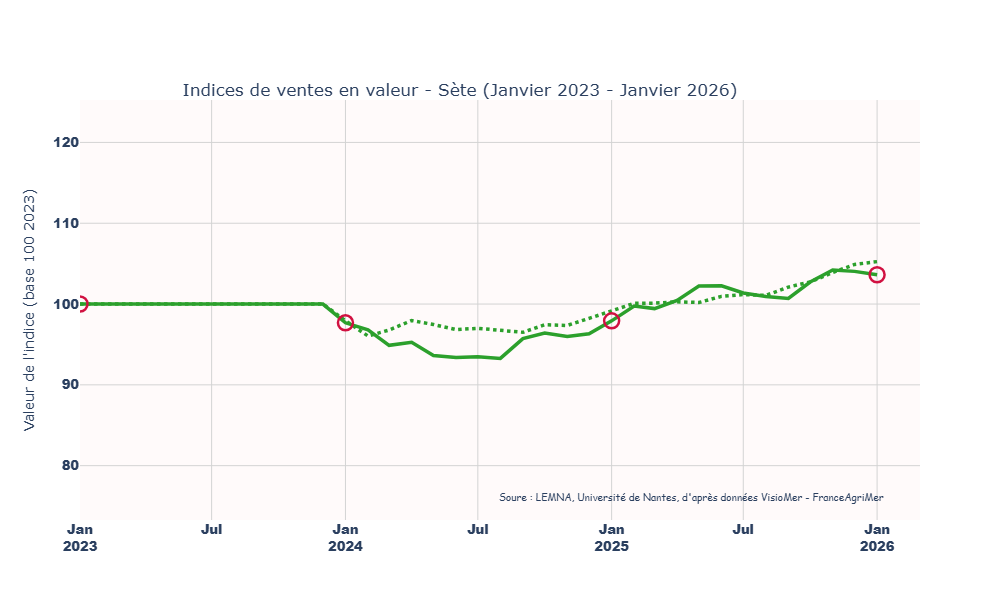 Indices de ventes en valeur - Sète (Janvier 2023 - Janvier 2026)
Valeur de l'indice (base 100 2023)
120
110
100
90
80
Soure : LEMNA, Université de Nantes, d'après données VisioMer - FranceAgriMer
Jan Jul Jan Jul Jan Jul Jan
2023 2024 2025 2026